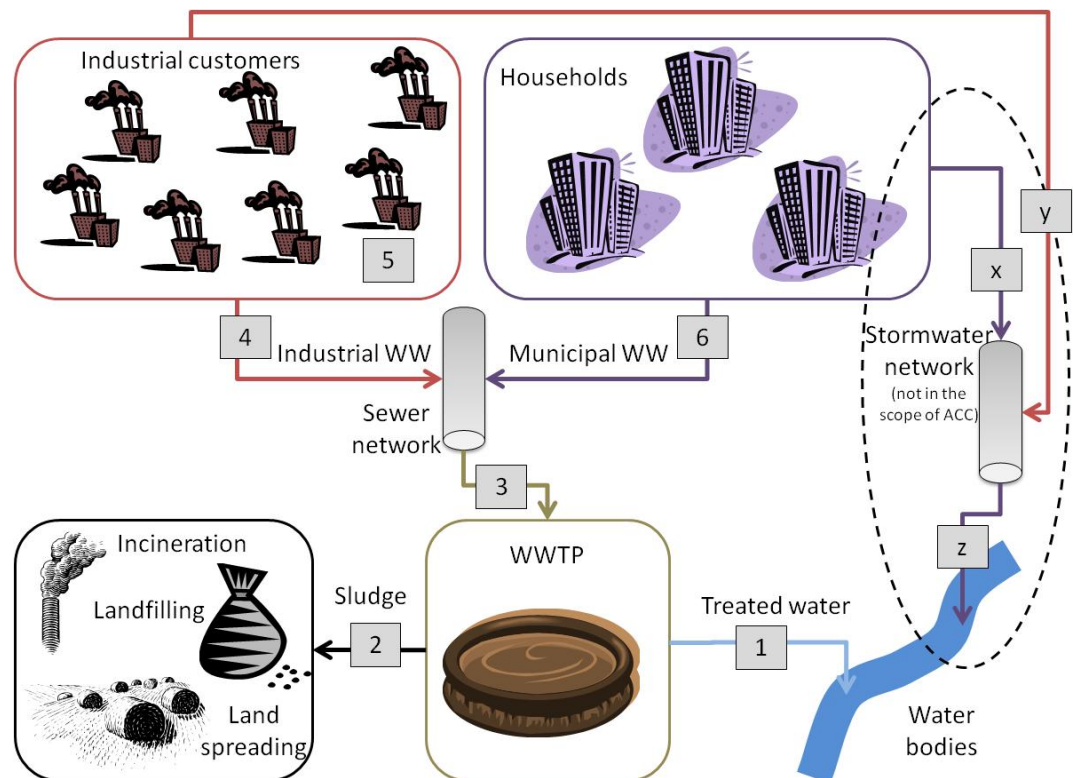 Industrial customers
Households
5
y
x
4
Industrial WW
Municipal WW
6
Stormwater
network
(not in the
scope of ACC)
Sewer
network
3
z
Incineration
Landfilling
Land
spreading
Sludge
2
WWTP
Treated water
1
Water
bodies